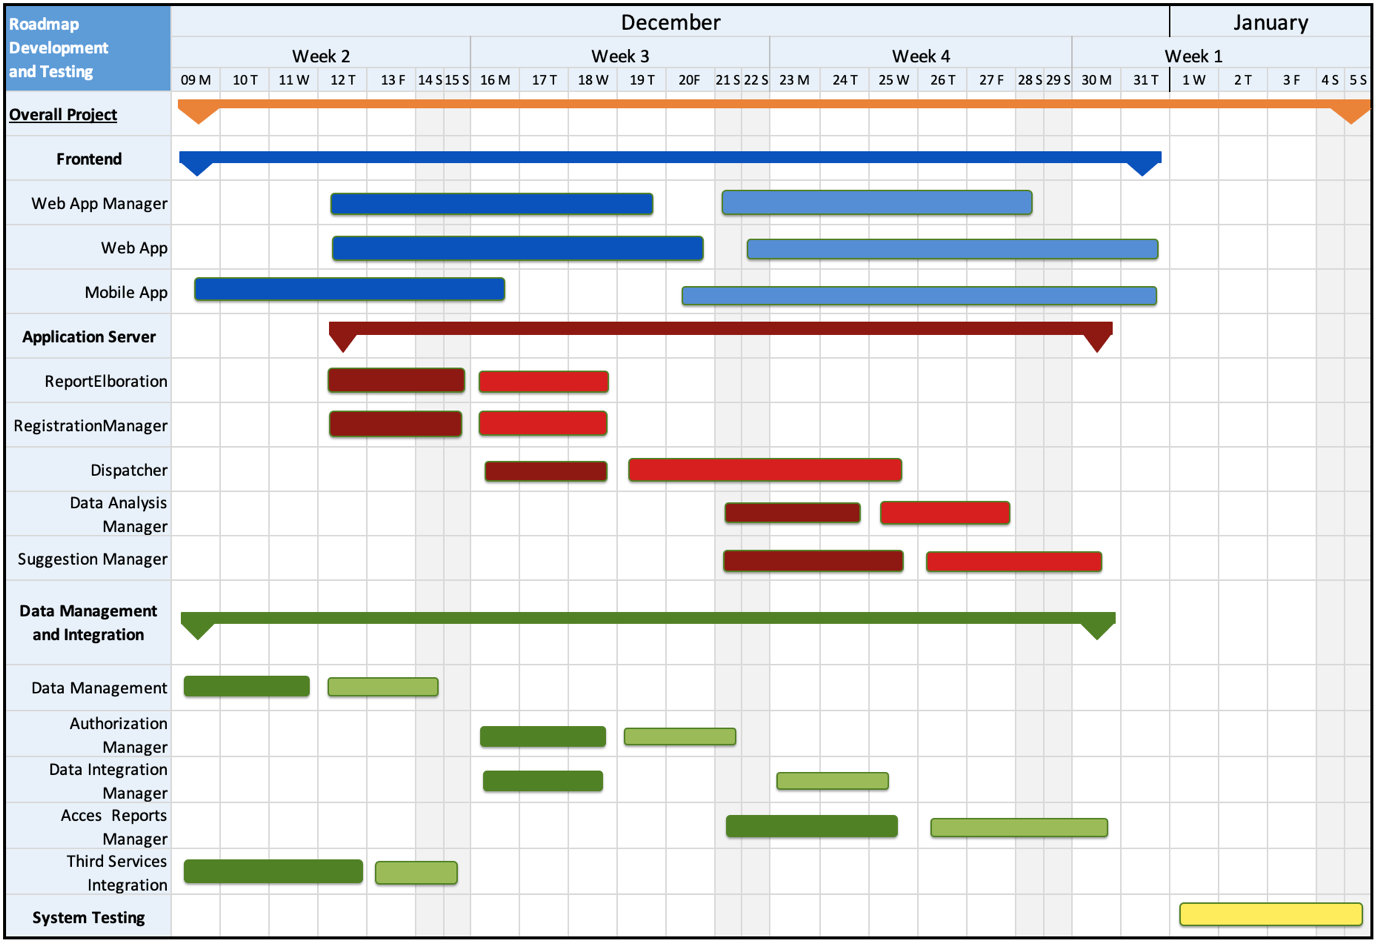 Roadmap
Development
and Testing
December
January
Week 2
Week 3
Week 4
Week 1
09 M
10 T
11 W
12 T
13 F
14 S
15 S
16 M
17 T
18 W
19 T
20F
21 S
22 S
23 M
24 T
25 W
26 T
27 F
28 S
29 S
30 M
31 T
1 W
2 T
3 F
4 S
5 S
Overall Project
Frontend
Web App Manager
Web App
Mobile App
Application Server
ReportElboration
RegistrationManager
Dispatcher
Data Analysis
Manager
Suggestion Manager
Data Management
and Integration
Data Management
Authorization
Manager
Data Integration
Manager
Acces Reports
Manager
Third Services
Integration
System Testing